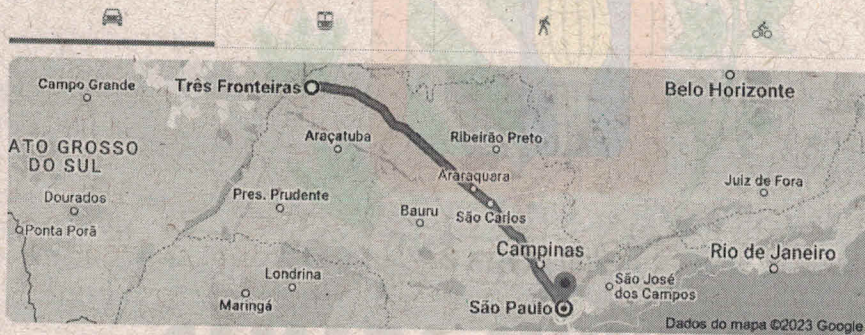 Campo Grande
Três Fronteiras
Belo Horizonte
ATO GROSSO
DO SUL
Araçatuba
Ribeirão Preto
Araraquara
Juiz de Fora
Dourados
Pres. Prudente
Bauru
São Carlos
Ponta Porã
Campinas
Rio de Janeiro
Londrina
São José
dos Campos
Maringá
São Paulo
Dados do mapa ©2023 Google